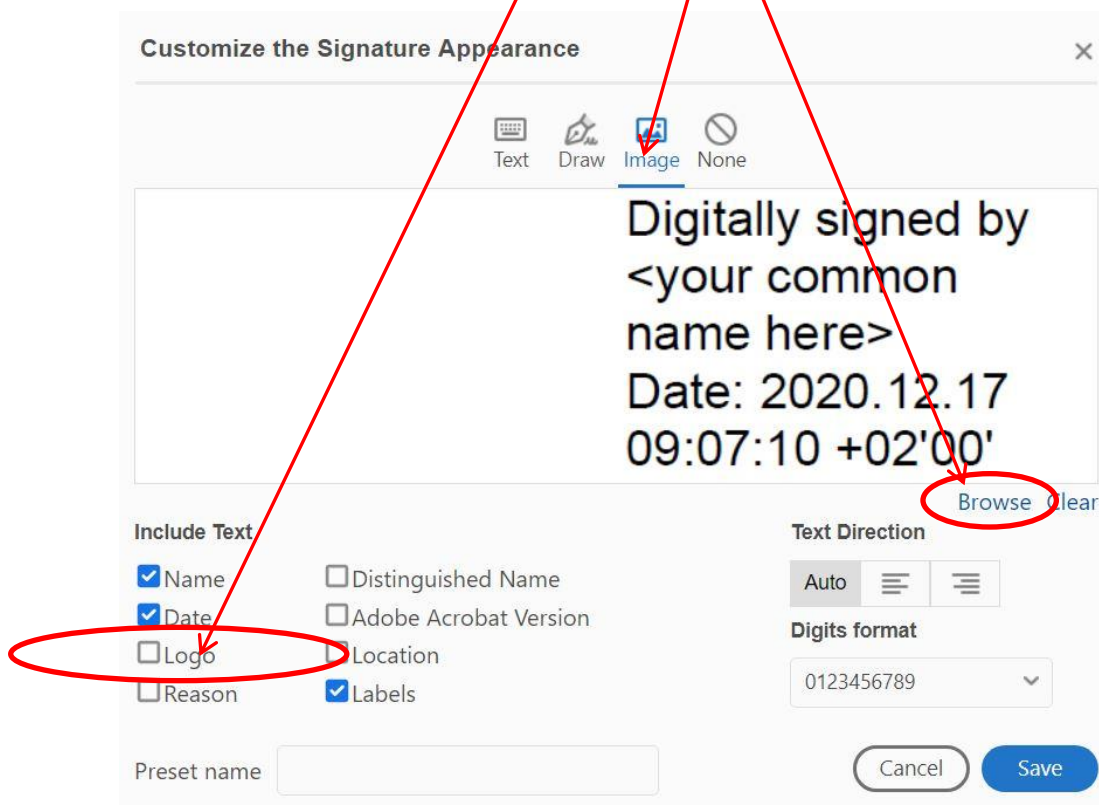 Customize the Signature Appearance
Text Draw Image None
Digitally signed by
<your common
name here>
Date: 2020.12.17
09:07:10 +02'00'
Browse Clear
Include Text
Text Direction
Name
Distinguished Name
Auto
Date
Adobe Acrobat Version
Digits format
Logo
Location
0123456789
Reason
Labels
Preset name
Cancel
Save